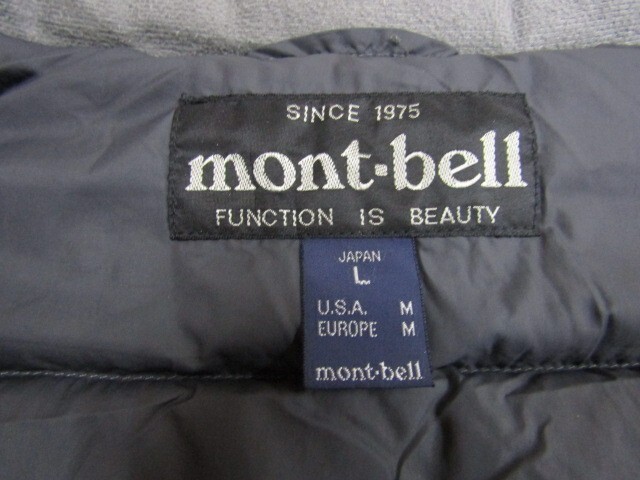 SINCE 1975
mont-bell
FUNCTION IS BEAUTY
JAPAN
L
U.S.A. M
EUROPE M
mont-bell